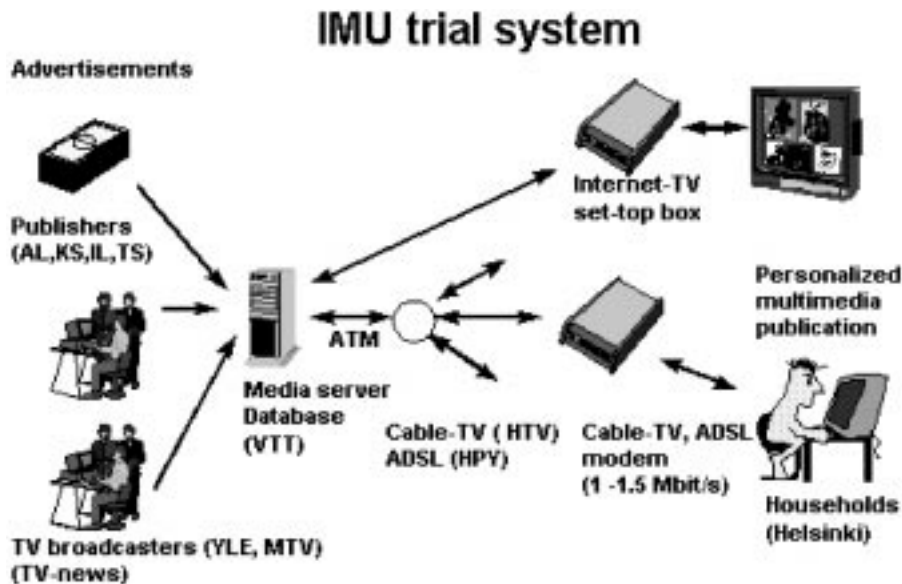 IMU trial system
Advertisements
Publishers
(AL,KS,IL,TS)
Internet-TV
set-top box
Personalized
multimedia
publication
ATM
Media server
Database
(VTT)
Cable-TV ( HTV)
ADSL (HPY)
Cable-TV, ADSL
modem
(1 -1.5 Mbit/s)
Households
(Helsinki)
TV broadcasters (YLE, MTV)
(TV-news)